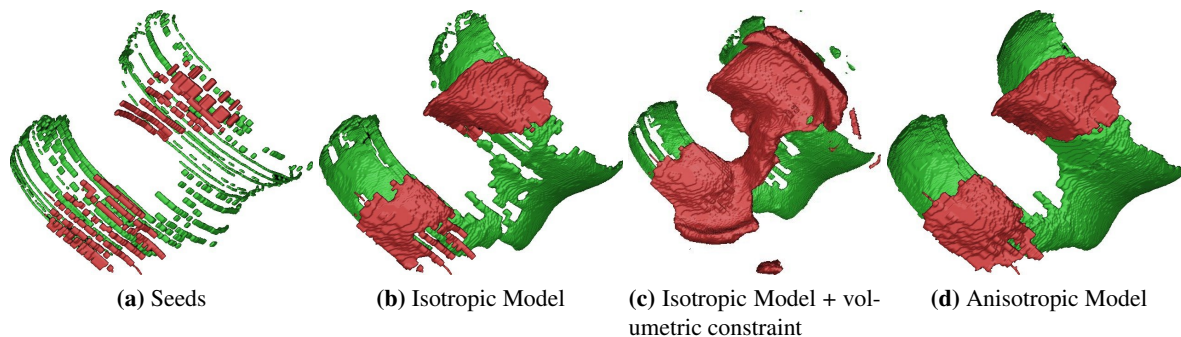 (a) Seeds
(b) Isotropic Model
(c) Isotropic Model + vol-
umetric constraint
(d) Anisotropic Model